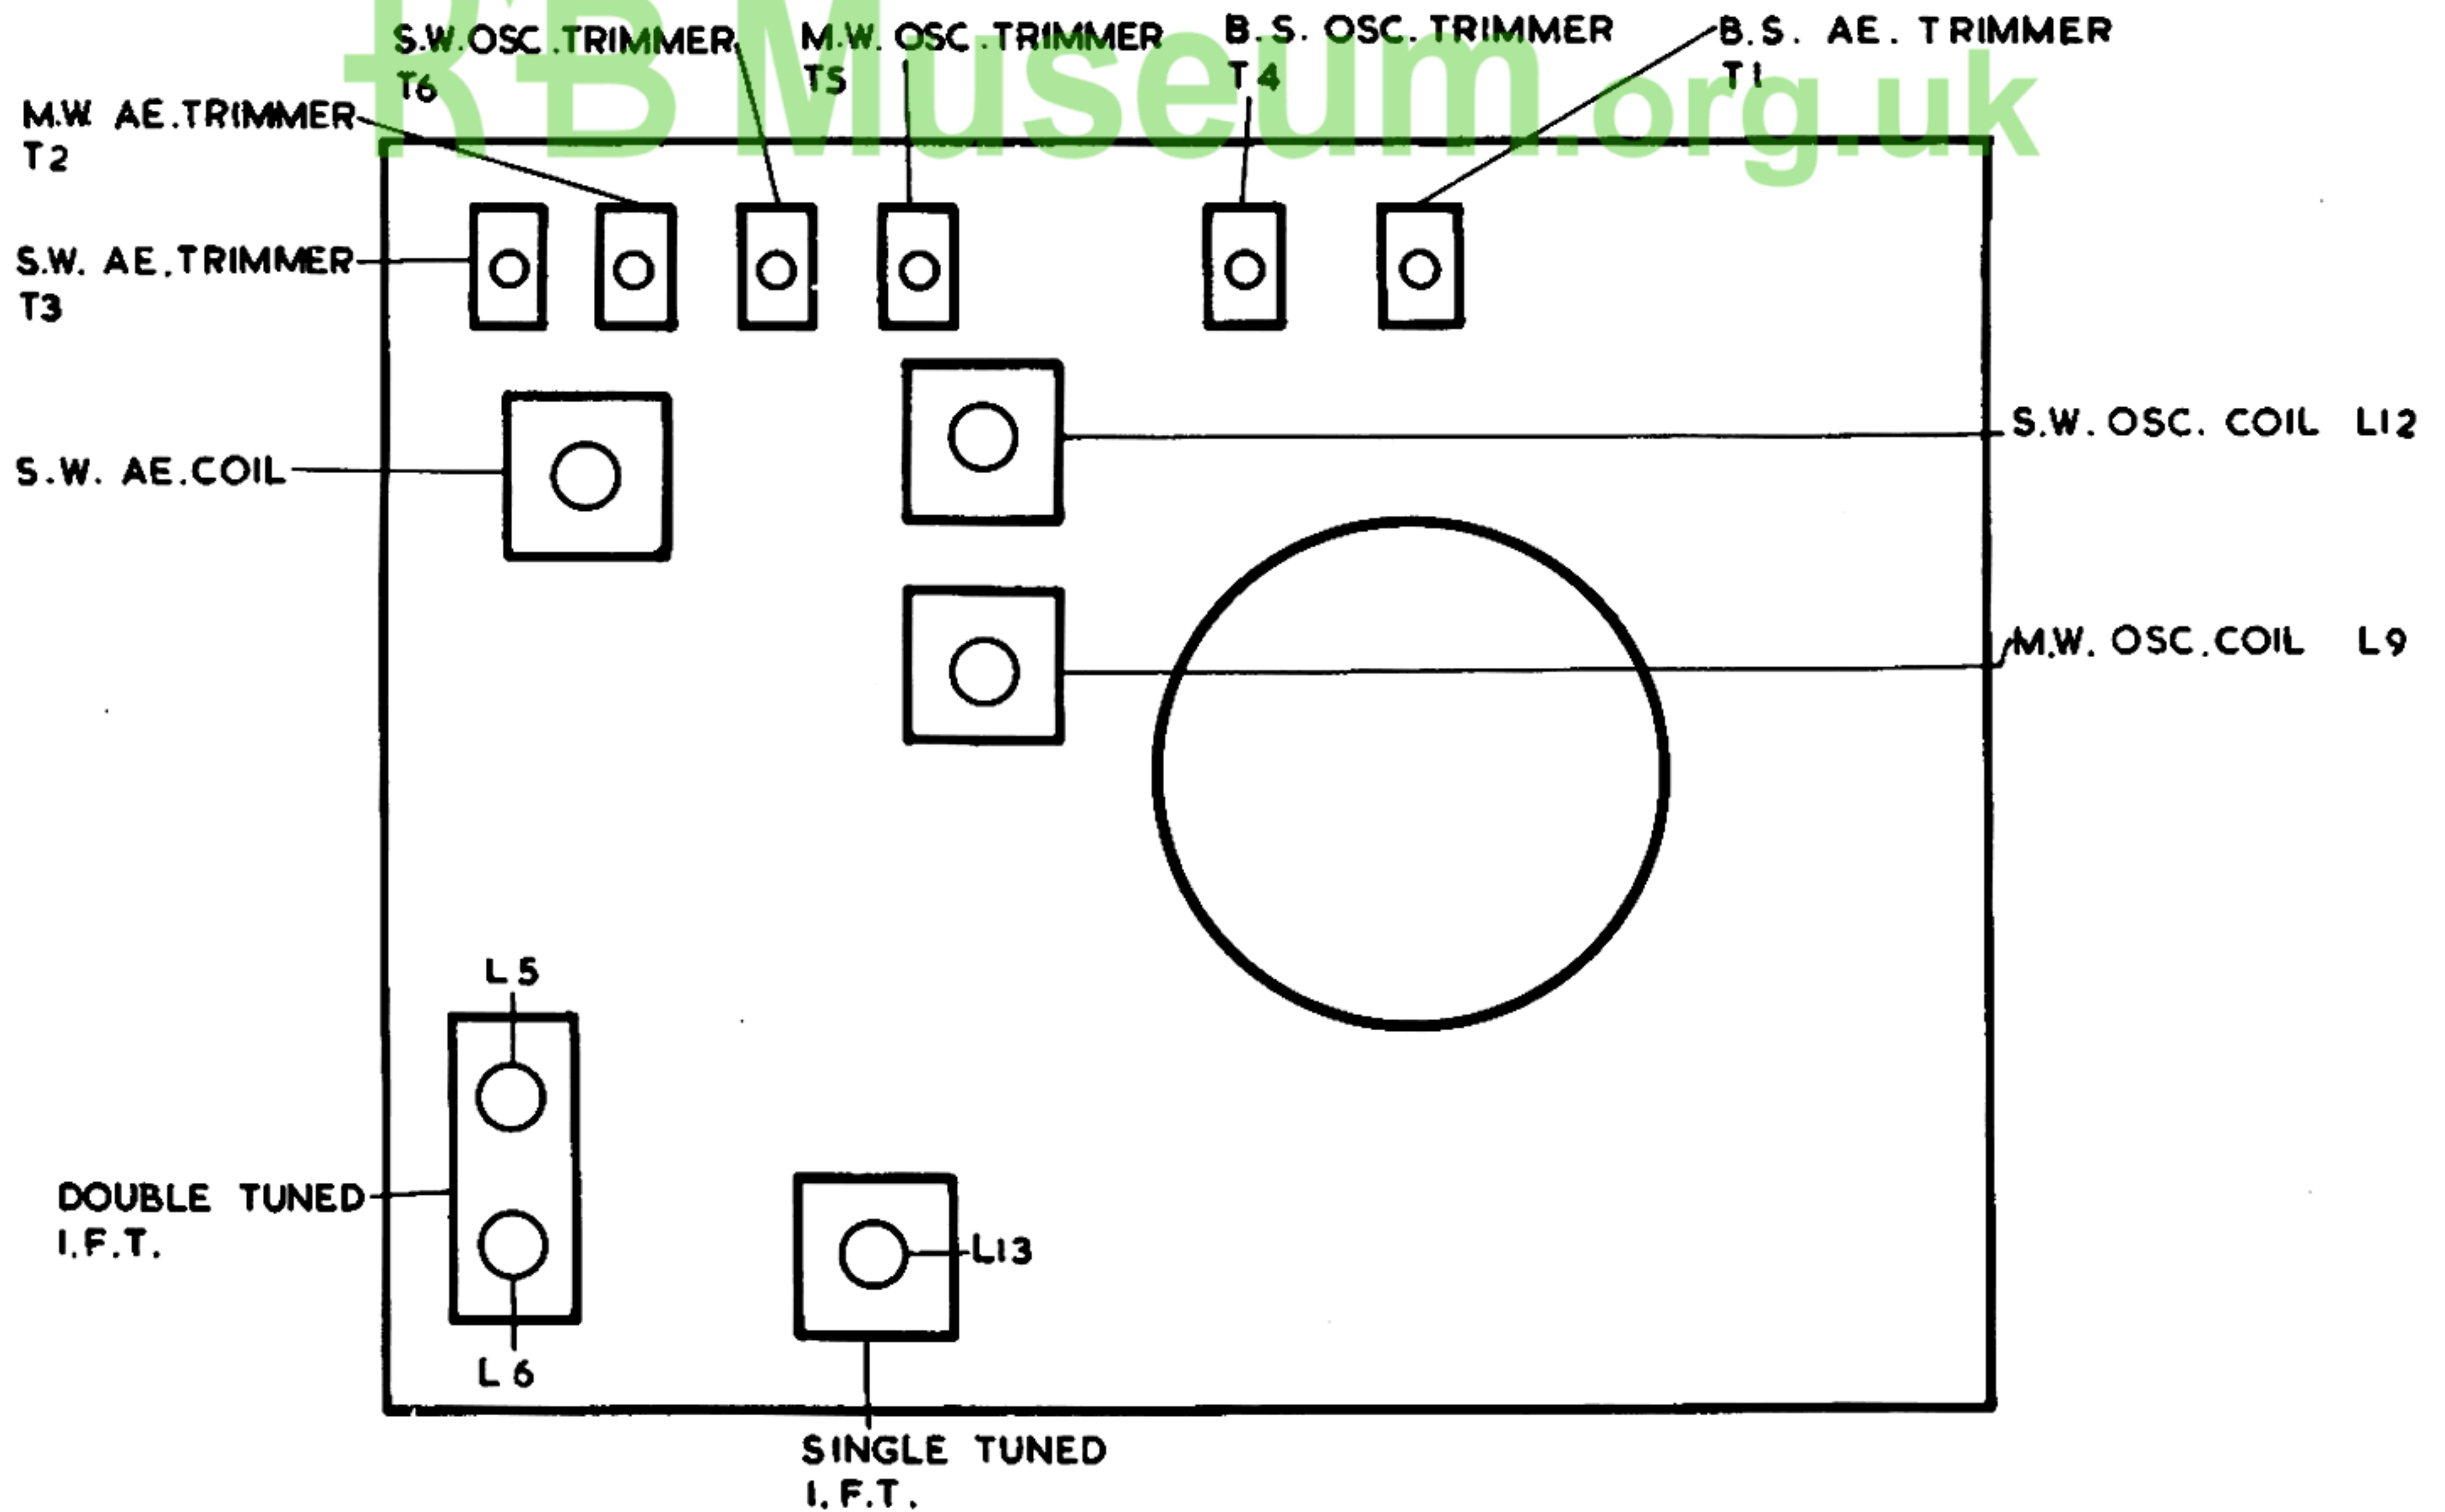 RB Museum.org.uk
S.W. OSC. TRIMMER
T6
M.W. OSC. TRIMMER
T5
B.S. OSC. TRIMMER
T4
B.S. AE. TRIMMER
T1
M.W. AE. TRIMMER
T2
S.W. AE. TRIMMER
T3
S.W. OSC. COIL L12
S.W. AE. COIL
M.W. OSC. COIL L9
L5
DOUBLE TUNED
I.F.T.
L13
L6
SINGLE TUNED
I.F.T.